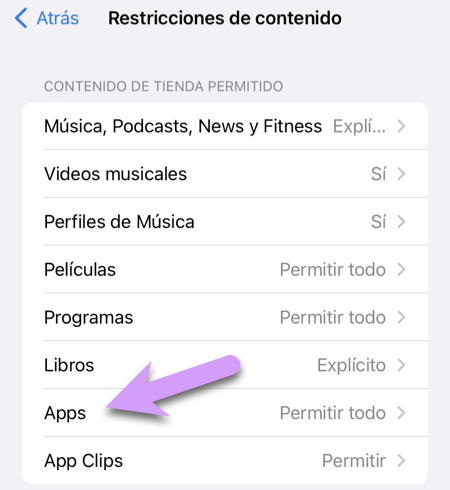 Atrás Restricciones de contenido
CONTENIDO DE TIENDA PERMITIDO
Música, Podcasts, News y Fitness Explí...
Videos musicales Sí
Perfiles de Música Sí
Películas Permitir todo
Programas Permitir todo
Libros Explícito
Apps Permitir todo
App Clips Permitir